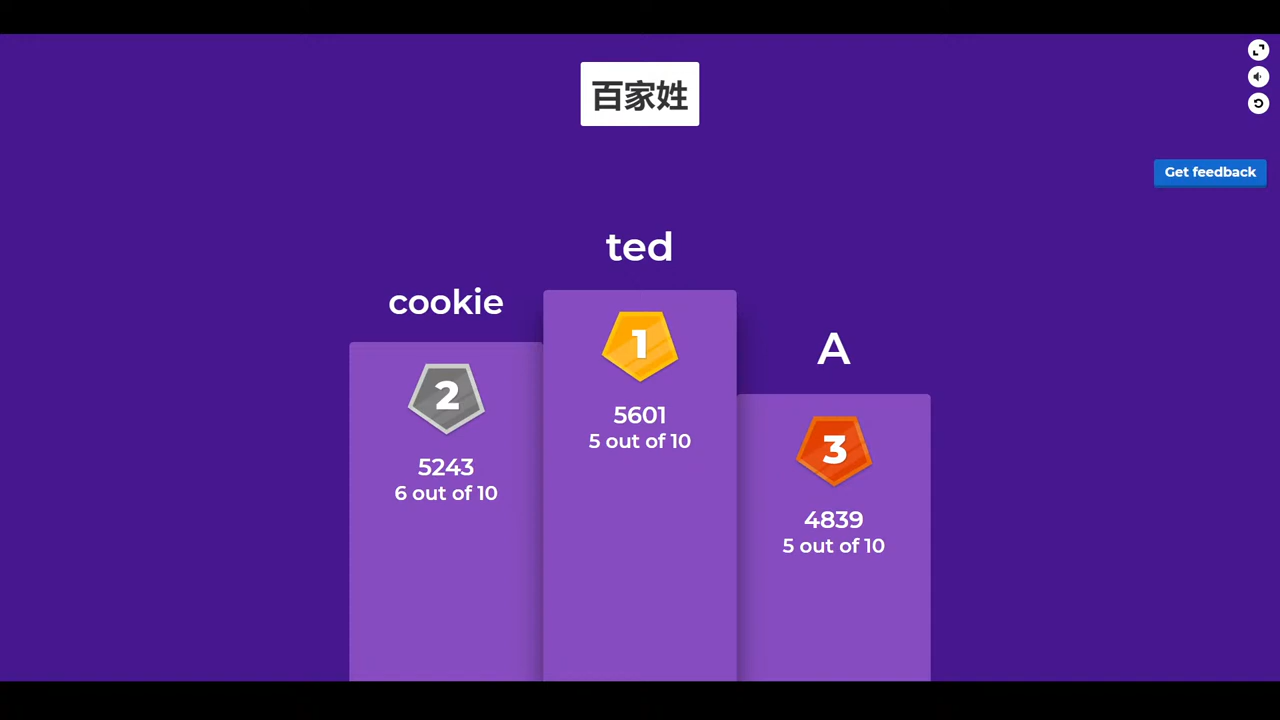 百家姓
Get feedback
ted
cookie
A
1
5601
5 out of 10
2
5243
6 out of 10
3
4839
5 out of 10